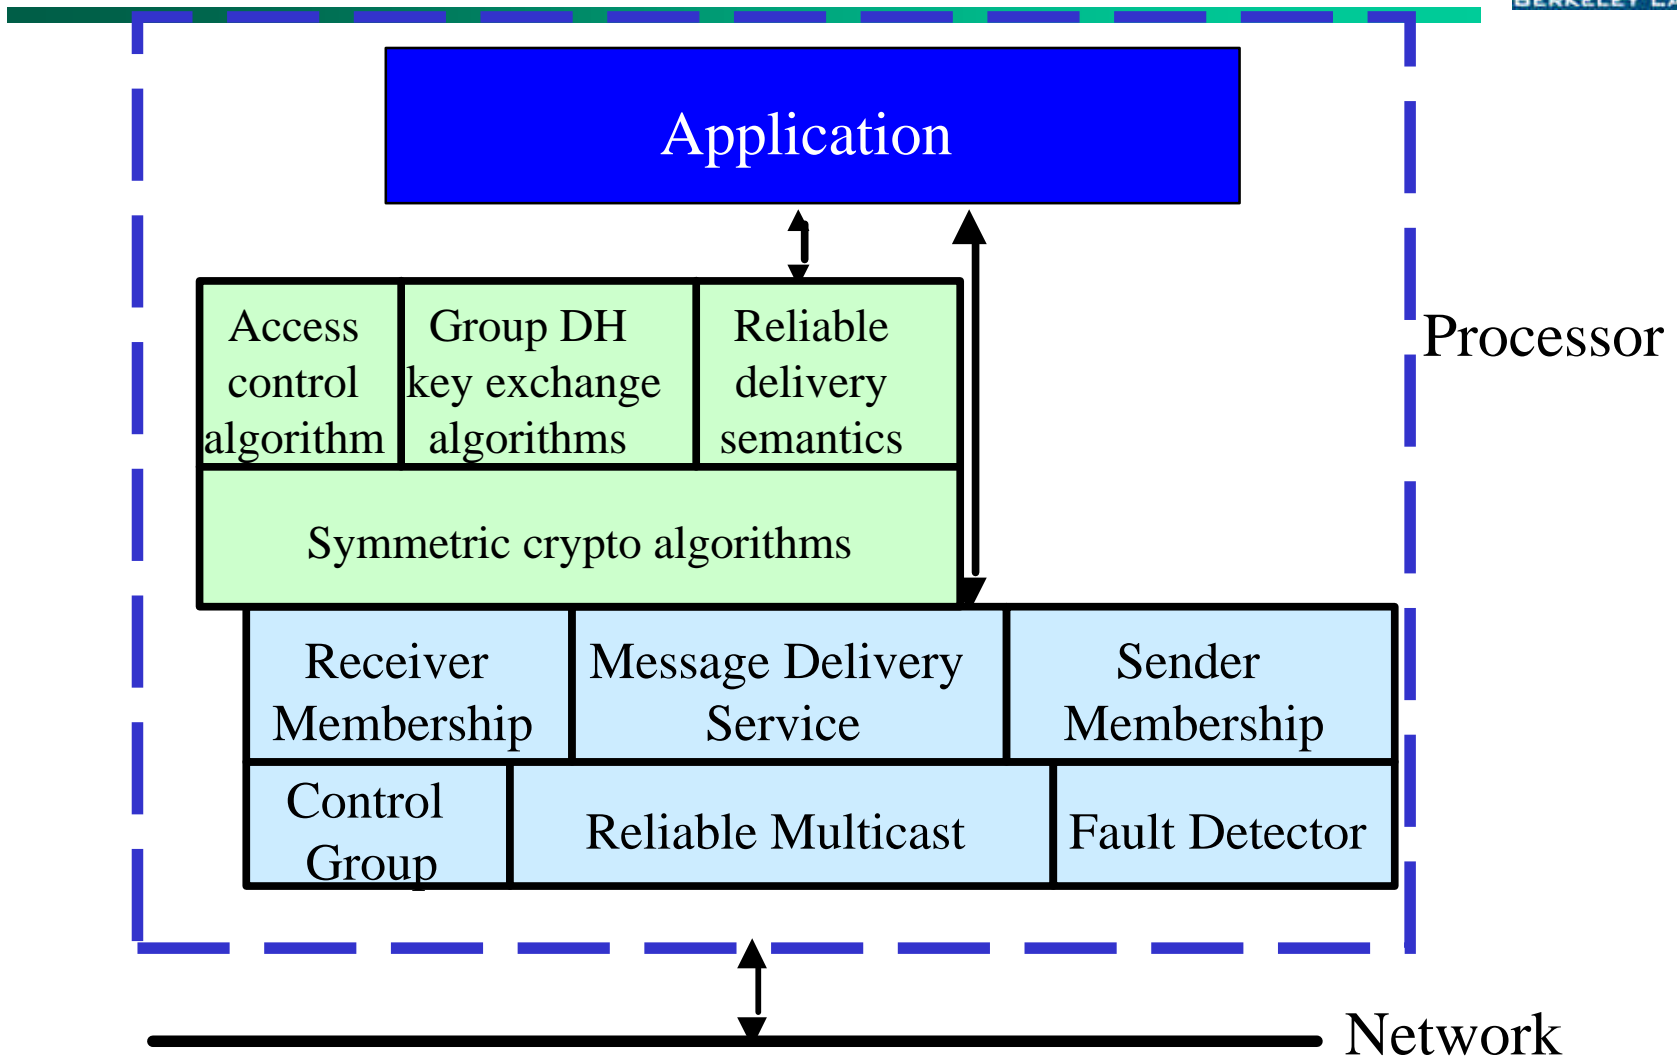 BERKELEY
Application
Access
control
algorithm
Group DH
key exchange
algorithms
Reliable
delivery
semantics
Processor
Symmetric crypto algorithms
Receiver
Membership
Message Delivery
Service
Sender
Membership
Control
Group
Reliable Multicast
Fault Detector
Network